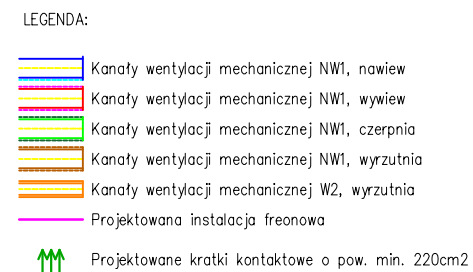 LEGENDA:
Kanały wentylacji mechanicznej NW1, nawiew
Kanały wentylacji mechanicznej NW1, wywiew
Kanały wentylacji mechanicznej NW1, czerpnia
Kanały wentylacji mechanicznej NW1, wyrzutnia
Kanały wentylacji mechanicznej W2, wyrzutnia
Projektowana instalacja freonowa
Projektowane kratki kontaktowe o pow. min. 220cm2